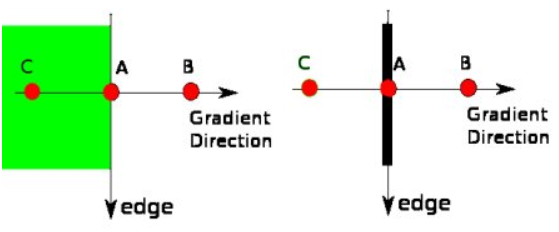 C A B
Gradient
Direction
edge
C A B
Gradient
Direction
edge